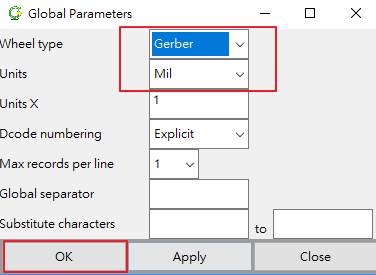 Global Parameters
Wheel type Gerber
Units Mil
Units X 1
Dcode numbering Explicit
Max records per line 1
Global separator
Substitute characters to
OK Apply Close